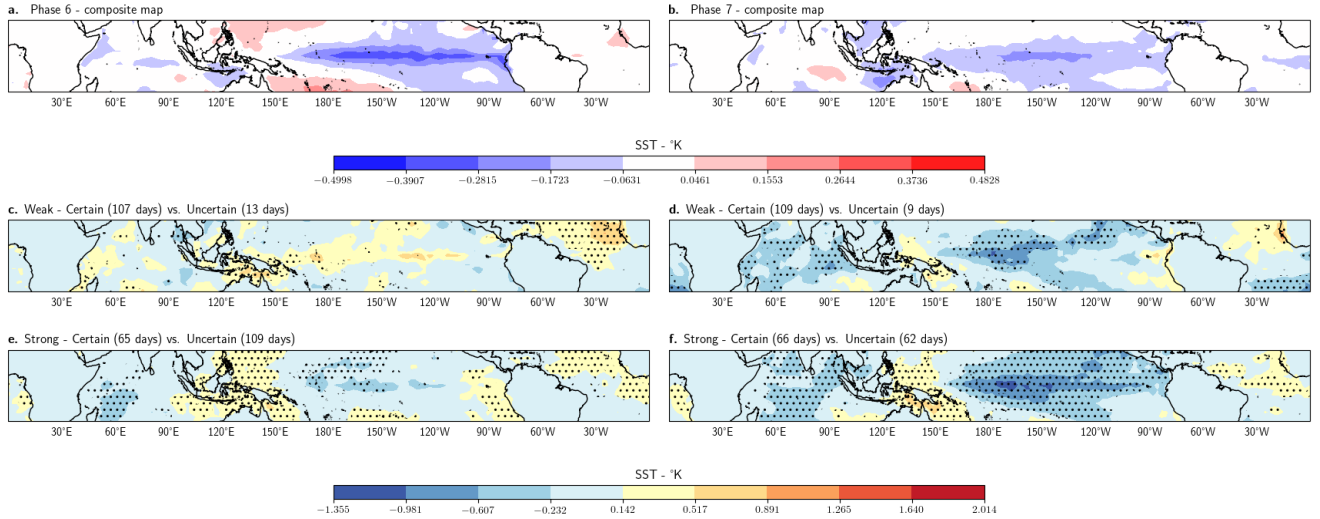 a. Phase 6 - composite map
b. Phase 7 - composite map
30°E 60°E 90°E 120°E 150°E 180°E 150°W 120°W 90°W 60°W 30°W
30°E 60°E 90°E 120°E 150°E 180°E 150°W 120°W 90°W 60°W 30°W
SST - °K
−0.4998 −0.3907 −0.2815 −0.1723 −0.0631 0.0461 0.1553 0.2644 0.3736 0.4828
c. Weak - Certain (107 days) vs. Uncertain (13 days)
d. Weak - Certain (109 days) vs. Uncertain (9 days)
30°E 60°E 90°E 120°E 150°E 180°E 150°W 120°W 90°W 60°W 30°W
30°E 60°E 90°E 120°E 150°E 180°E 150°W 120°W 90°W 60°W 30°W
e. Strong - Certain (65 days) vs. Uncertain (109 days)
f. Strong - Certain (66 days) vs. Uncertain (62 days)
30°E 60°E 90°E 120°E 150°E 180°E 150°W 120°W 90°W 60°W 30°W
30°E 60°E 90°E 120°E 150°E 180°E 150°W 120°W 90°W 60°W 30°W
SST - °K
−1.355 −0.981 −0.607 −0.232 0.142 0.517 0.891 1.265 1.640 2.014